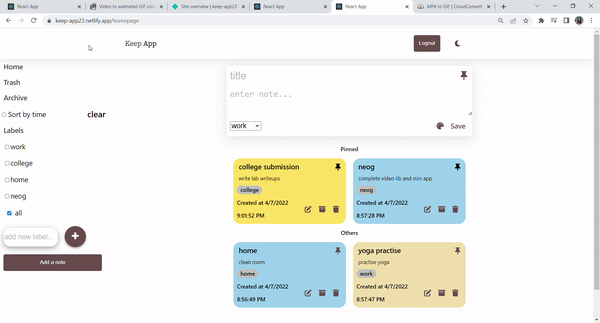 React App
Video to animated GIF con
Site overview | keep-app23
React App
React App
MP4 to GIF | CloudConvert
keep-app23.netlify.app/homepage
Keep App
Logout
Home
Trash
Archive
Sort by time
clear
Labels
work
college
home
neog
all
add new label...
+
Add a note
title
enter note...
work
Save
Pinned
college submission
write lab writeups
college
Created at 4/7/2022
9:01:52 PM
neog
complete video lib and min app
neog
Created at 4/7/2022
8:57:28 PM
Others
home
clean room
home
Created at 4/7/2022
8:56:49 PM
yoga practise
practise yoga
work
Created at 4/7/2022
8:57:47 PM